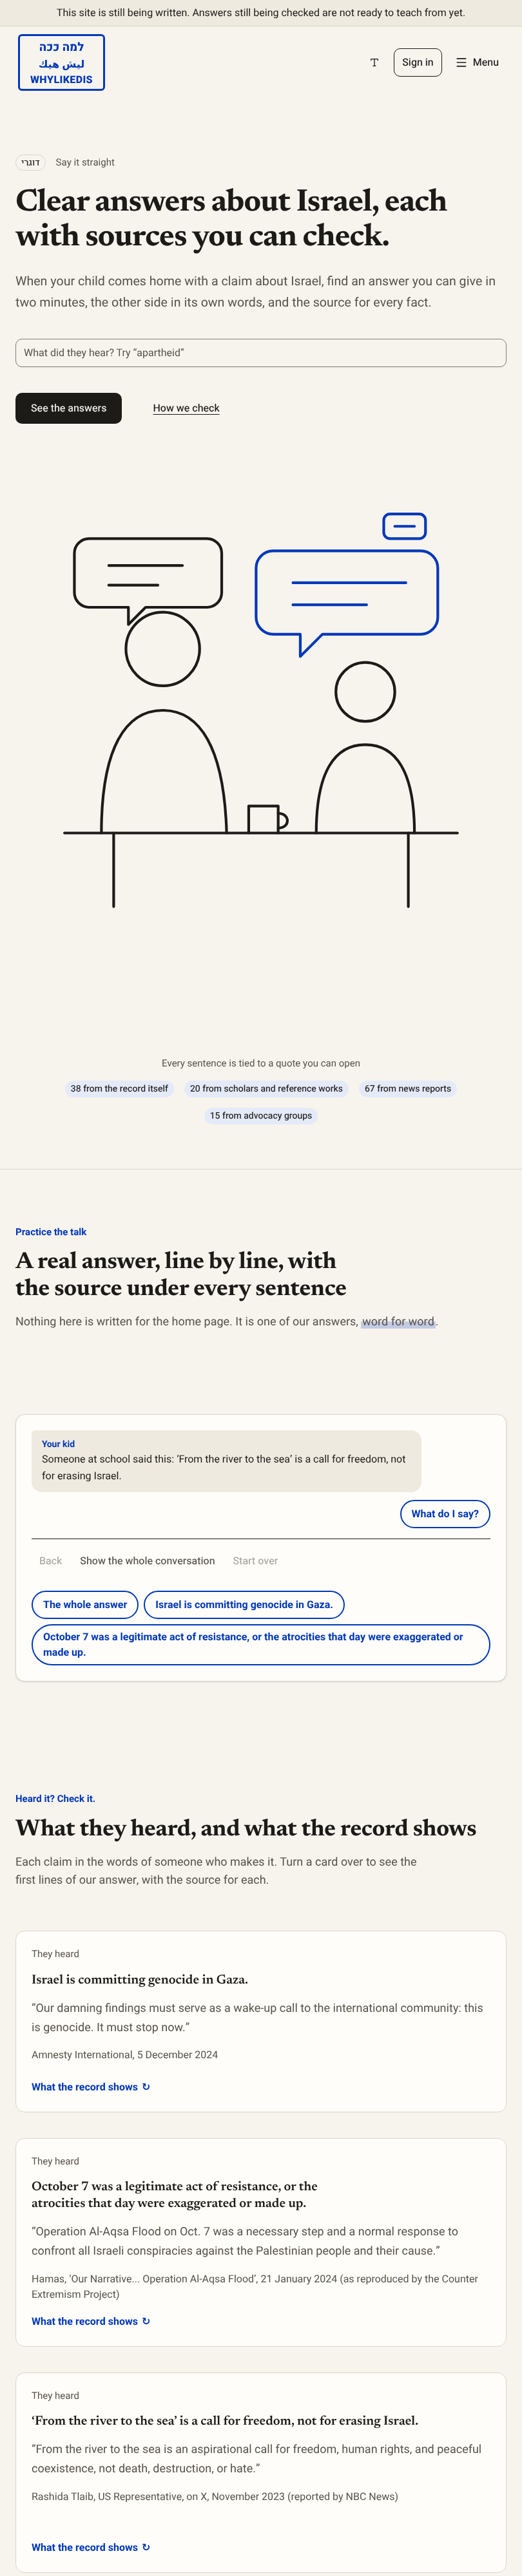 This site is still being written. Answers still being checked are not ready to teach from yet.
למה ככה
ליש هيك
WHYLIKEDIS
T
Sign in
☰ Menu
דוגרי
Say it straight
Clear answers about Israel, each
with sources you can check.
When your child comes home with a claim about Israel, find an answer you can give in
two minutes, the other side in its own words, and the source for every fact.
What did they hear? Try “apartheid”
See the answers
How we check
Every sentence is tied to a quote you can open
38 from the record itself
20 from scholars and reference works
67 from news reports
15 from advocacy groups
Practice the talk
A real answer, line by line, with
the source under every sentence
Nothing here is written for the home page. It is one of our answers, word for word.
Your kid
Someone at school said this: ‘From the river to the sea’ is a call for freedom, not
for erasing Israel.
What do I say?
Back
Show the whole conversation
Start over
The whole answer
Israel is committing genocide in Gaza.
October 7 was a legitimate act of resistance, or the atrocities that day were exaggerated or
made up.
Heard it? Check it.
What they heard, and what the record shows
Each claim in the words of someone who makes it. Turn a card over to see the
first lines of our answer, with the source for each.
They heard
Israel is committing genocide in Gaza.
“Our damning findings must serve as a wake-up call to the international community: this
is genocide. It must stop now.”
Amnesty International, 5 December 2024
What the record shows ↻
They heard
October 7 was a legitimate act of resistance, or the
atrocities that day were exaggerated or made up.
“Operation Al-Aqsa Flood on Oct. 7 was a necessary step and a normal response to
confront all Israeli conspiracies against the Palestinian people and their cause.”
Hamas, ‘Our Narrative... Operation Al-Aqsa Flood’, 21 January 2024 (as reproduced by the Counter
Extremism Project)
What the record shows ↻
They heard
‘From the river to the sea’ is a call for freedom, not for erasing Israel.
“From the river to the sea is an aspirational call for freedom, human rights, and peaceful
coexistence, not death, destruction, or hate.”
Rashida Tlaib, US Representative, on X, November 2023 (reported by NBC News)
What the record shows ↻